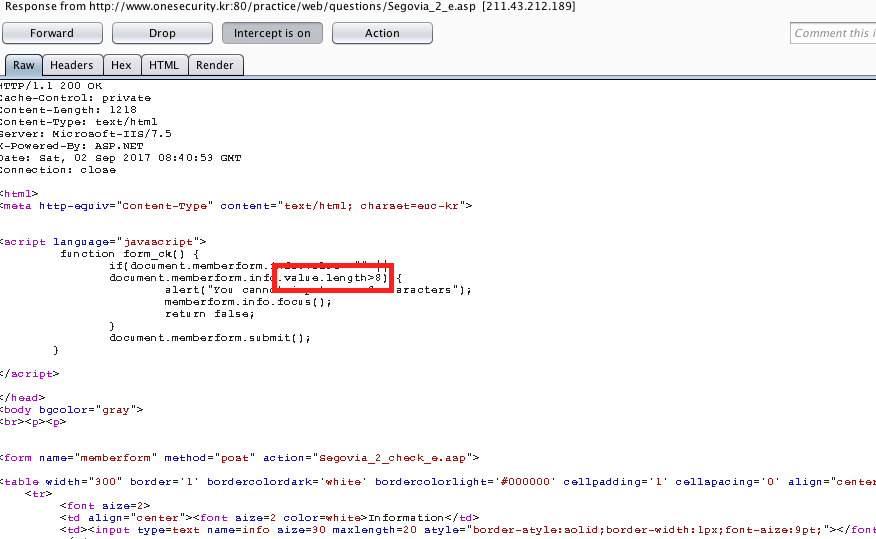 Response from http://www.onesecurity.kr:80/practice/web/questions/Segovia_2_e.asp [211.43.212.189]
Forward Drop Intercept is on Action Comment this i
Raw Headers Hex HTML Render
HTTP/1.1 200 OK
Cache-Control: private
Content-Length: 1218
Content-Type: text/html
Server: Microsoft-IIS/7.5
X-Powered-By: ASP.NET
Date: Sat, 02 Sep 2017 08:40:53 GMT
Connection: close
<html>
<meta http-equiv="Content-Type" content="text/html; charset=euc-kr">
<script language="javascript">
function form_ck() {
if(document.memberform. "" ||
document.memberform.info.value.length>8) {
alert("You cannot aracters");
memberform.info.focus();
return false;
}
document.memberform.submit();
}
</script>
</head>
<body bgcolor="gray">
<br><p><p>
<form name="memberform" method="post" action="Segovia_2_check_e.asp">
<table width="900" border='1' bordercolordark='white' bordercolorlight='#000000' cellpadding='1' cellspacing='0' align="center
<tr>
<font size=2>
<td align="center"><font size=2 color=white>Information</td>
<td><input type=text name=info size=30 maxlength=20 style="border-style:solid;border-width:1px;font-size:9pt;"></font